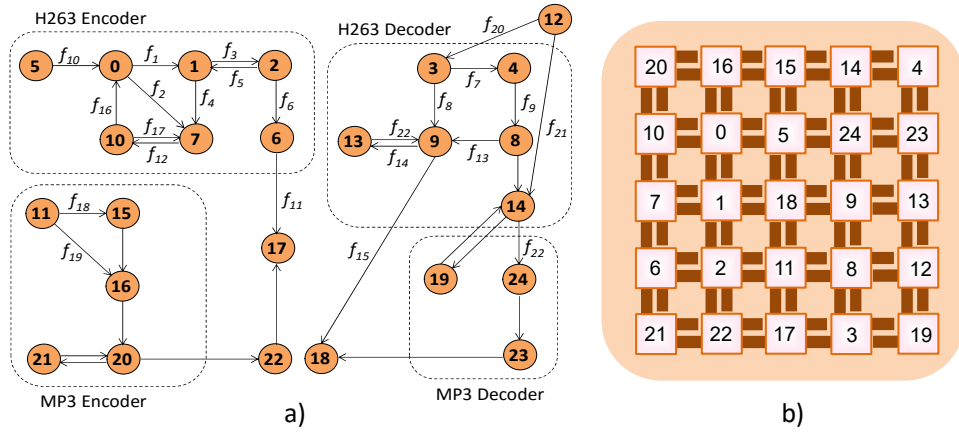 H263 Encoder
5 f10 0 f1 1 f3 f5 2
f16 f2 f4 f6
10 f17 f12 7 6
f11
17
H263 Decoder
12
f20
3 f7 4
f8 f9 f21
13 f22 f14 9 f13 8
14
f15 f22
MP3 Encoder
11 f18 15
f19
16
21 20 22
MP3 Decoder
19 24
18 23
a)
20 16 15 14 4
10 0 5 24 23
7 1 18 9 13
6 2 11 8 12
21 22 17 3 19
b)